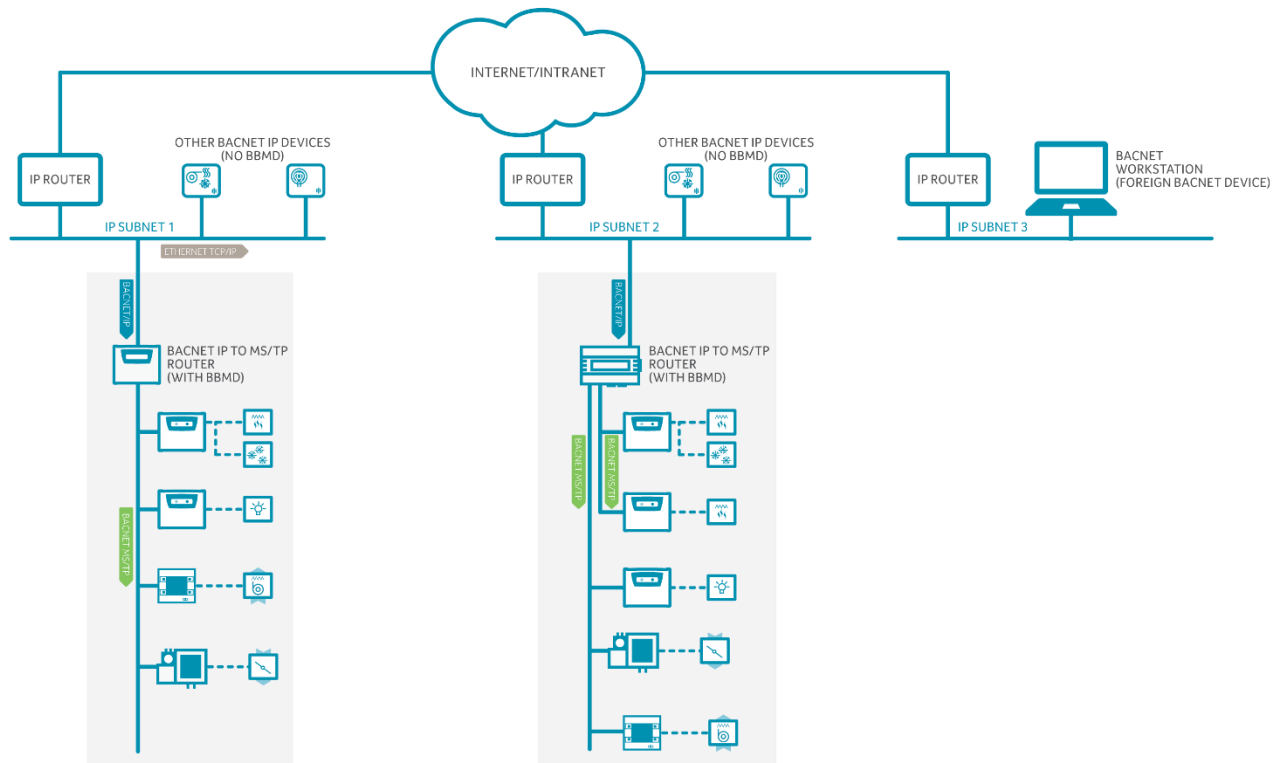 INTERNET/INTRANET
OTHER BACNET IP DEVICES
(NO BBMD)
OTHER BACNET IP DEVICES
(NO BBMD)
IP ROUTER
IP ROUTER
IP ROUTER
BACNET
WORKSTATION
(FOREIGN BACNET DEVICE)
IP SUBNET 1
IP SUBNET 2
IP SUBNET 3
ETHERNET TCP/IP
BACNET/IP
BACNET/IP
BACNET IP TO MS/TP
ROUTER
(WITH BBMD)
BACNET IP TO MS/TP
ROUTER
(WITH BBMD)
BACNET MS/TP
BACNET MS/TP
BACNET MS/TP